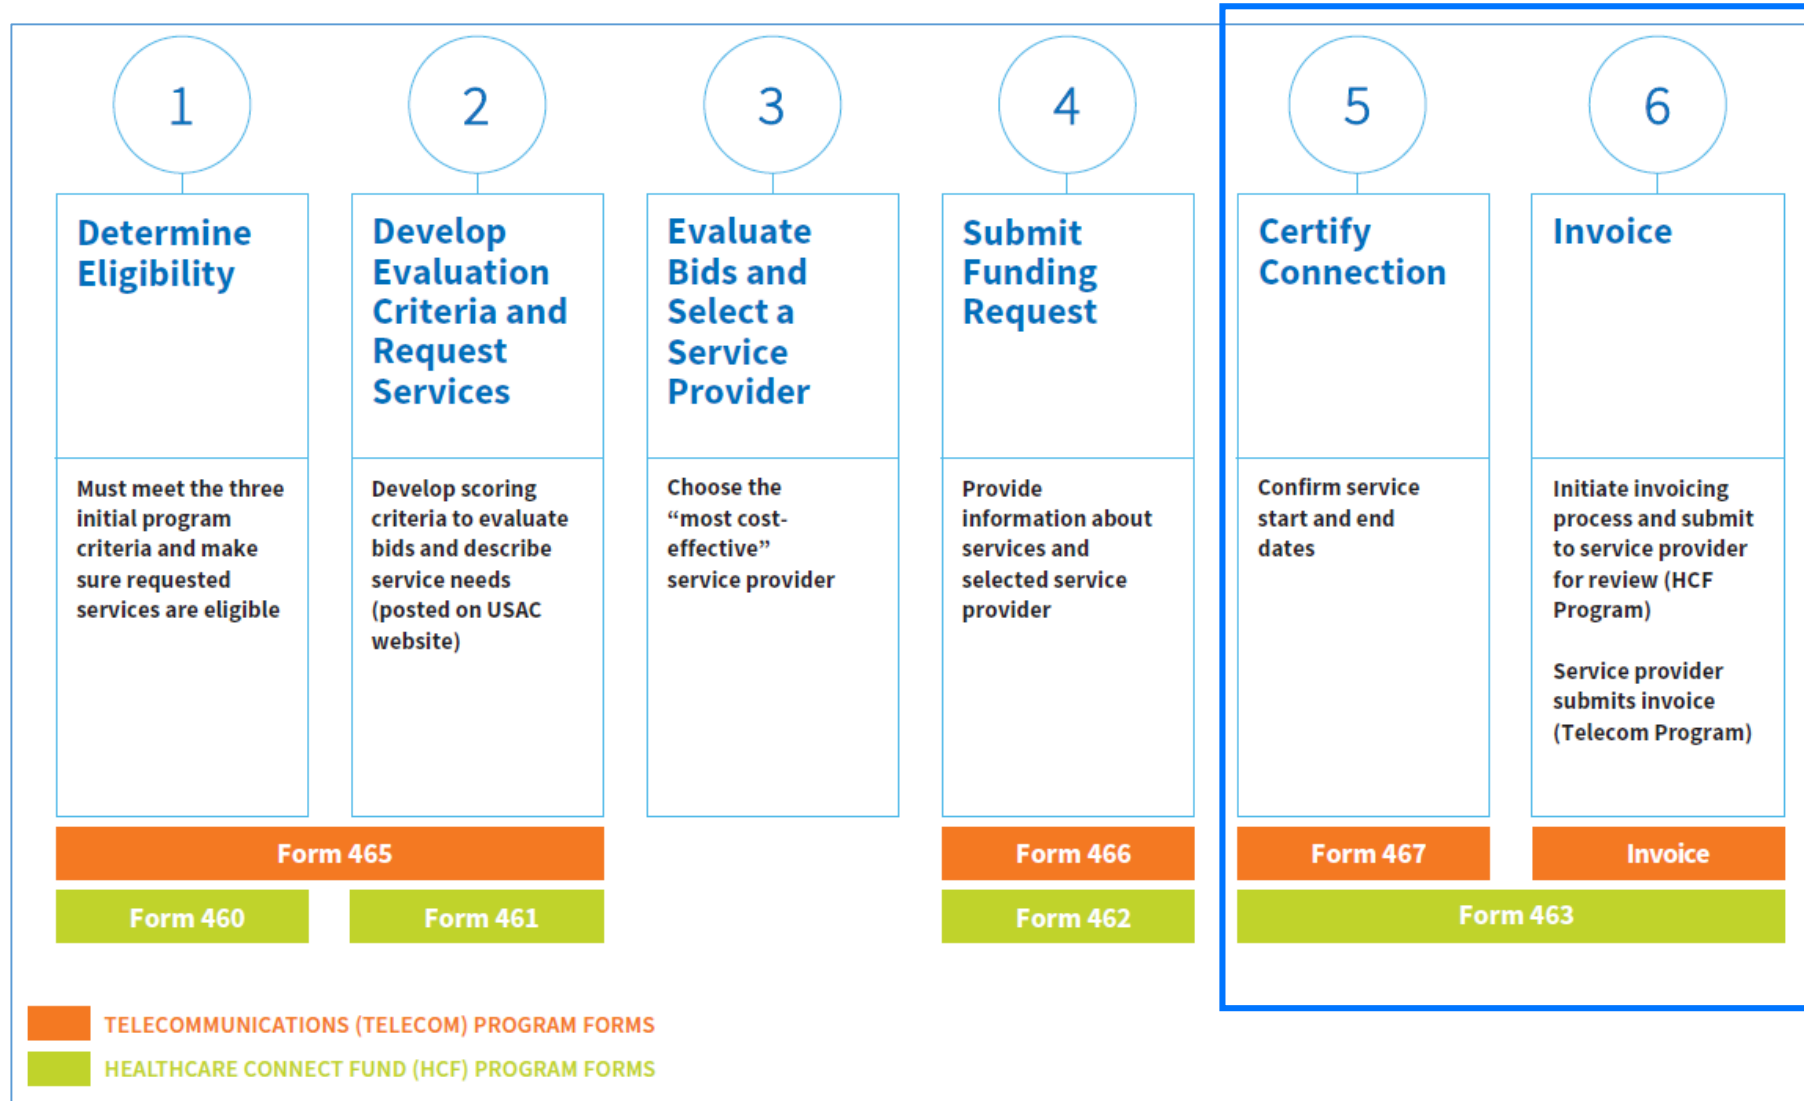 1
Determine
Eligibility
Must meet the three
initial program
criteria and make
sure requested
services are eligible
2
Develop
Evaluation
Criteria and
Request
Services
Develop scoring
criteria to evaluate
bids and describe
service needs
(posted on USAC
website)
3
Evaluate
Bids and
Select a
Service
Provider
Choose the
“most cost-
effective”
service provider
4
Submit
Funding
Request
Provide
information about
services and
selected service
provider
5
Certify
Connection
Confirm service
start and end
dates
6
Invoice
Initiate invoicing
process and submit
to service provider
for review (HCF
Program)
Service provider
submits invoice
(Telecom Program)
Form 465
Form 466
Form 467
Invoice
Form 460
Form 461
Form 462
Form 463
TELECOMMUNICATIONS (TELECOM) PROGRAM FORMS
HEALTHCARE CONNECT FUND (HCF) PROGRAM FORMS